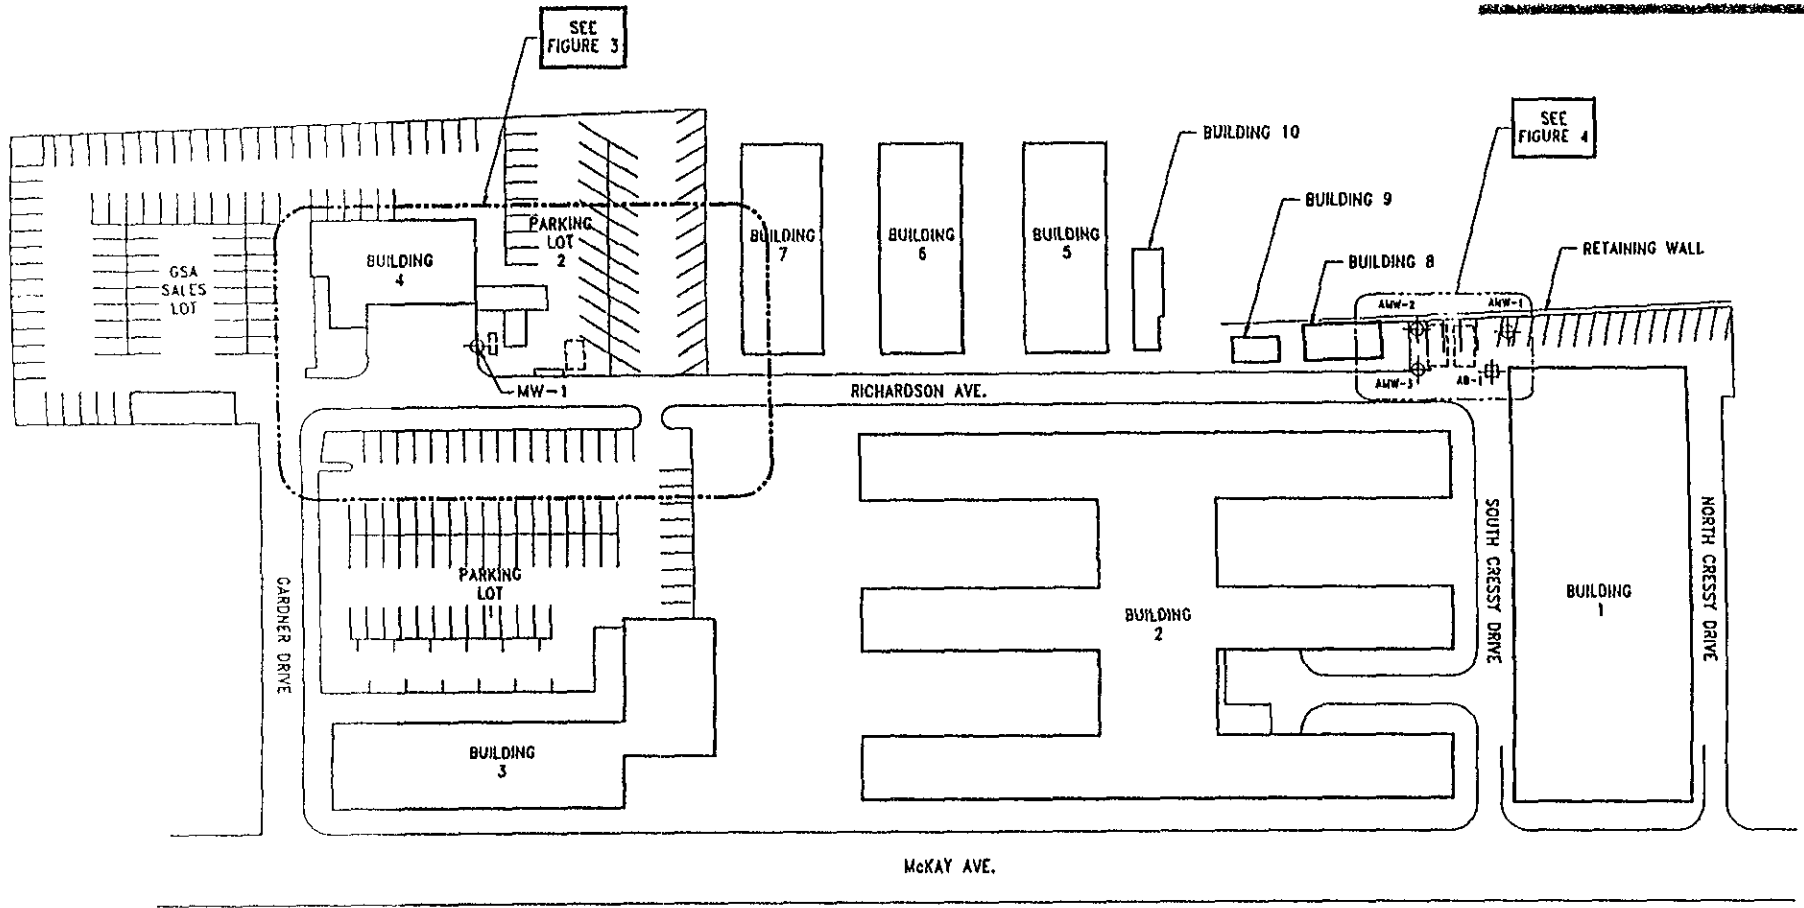 SEE
FIGURE 3
SEE
FIGURE 4
BUILDING 10
BUILDING 9
BUILDING 8
RETAINING WALL
PARKING
LOT
2
BUILDING
7
BUILDING
6
BUILDING
5
BUILDING
4
GSA
SALES
LOT
AMW-2
AMW-1
MW-1
RICHARDSON AVE.
AMW-3
AB-1
GARDNER DRIVE
PARKING
LOT
1
BUILDING
2
SOUTH CRESSY DRIVE
BUILDING
1
NORTH CRESSY DRIVE
BUILDING
3
McKAY AVE.